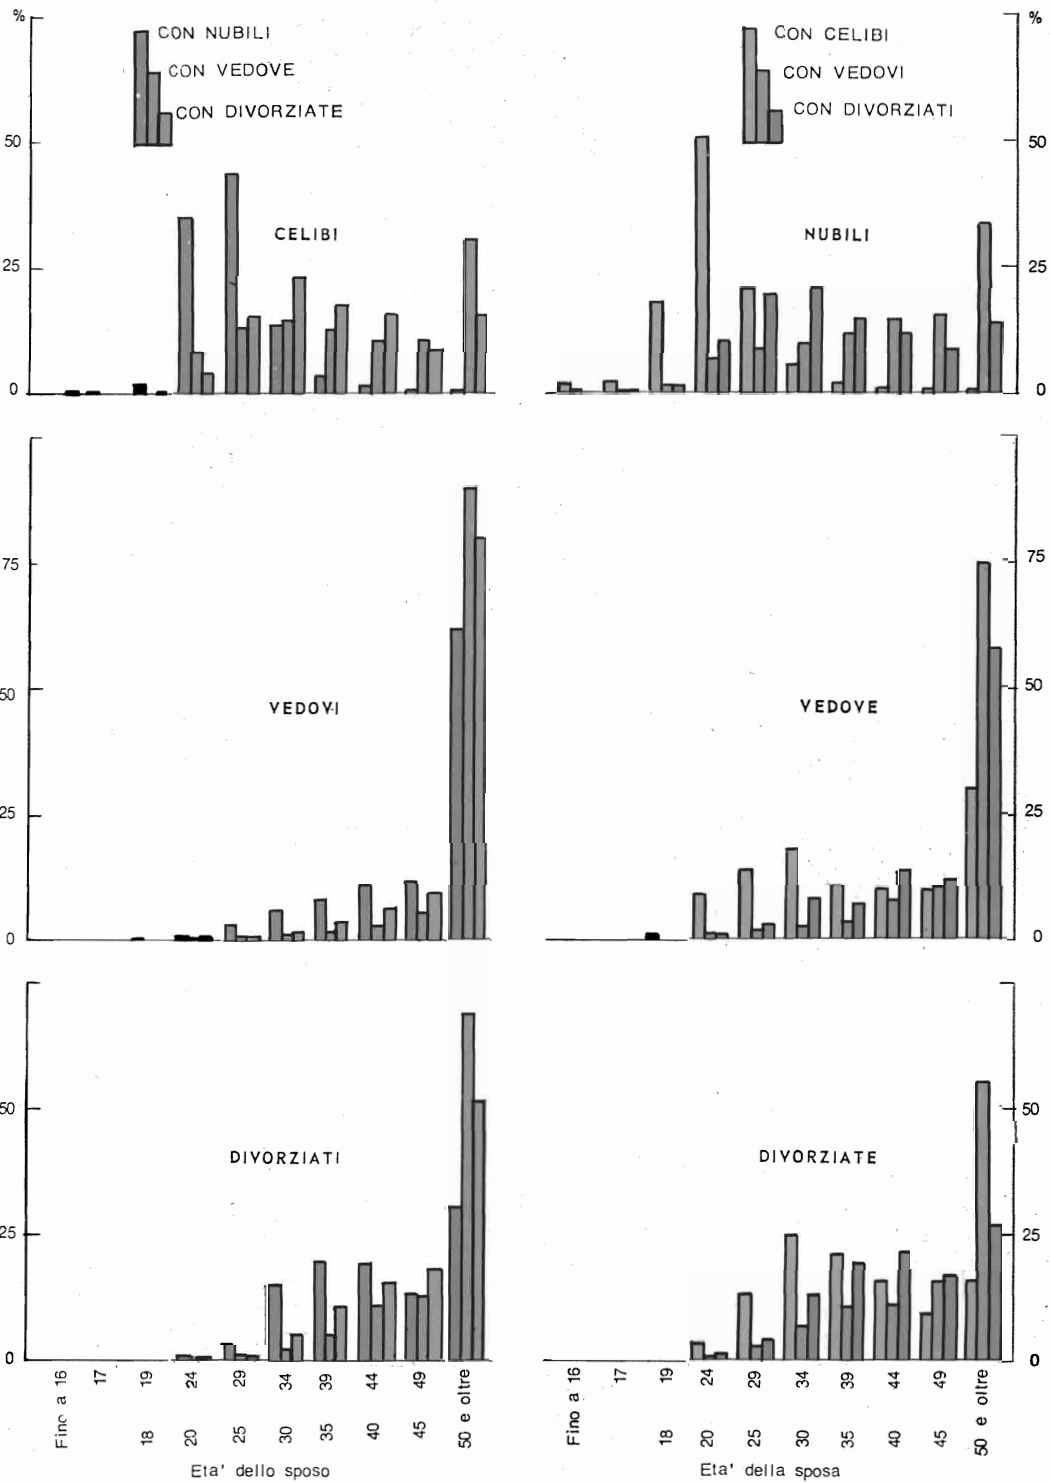 %
CON NUBILI
CON VEDOVE
CON DIVORZIATE
50
CELIBI
25
0
%
CON CELIBI
CON VEDOVI
CON DIVORZIATI
50
NUBILI
25
0
75
50
VEDOVI
25
0
75
50
VEDOVE
25
0
50
DIVORZIATI
25
0
50
DIVORZIATE
25
0
Fino a 16
17
18 19
20 24
25 29
30 34
35 39
40 44
45 49
50 e oltre
Eta' dello sposo
Fino a 16
17
18 19
20 24
25 29
30 34
35 39
40 44
45 49
50 e oltre
Eta' della sposa